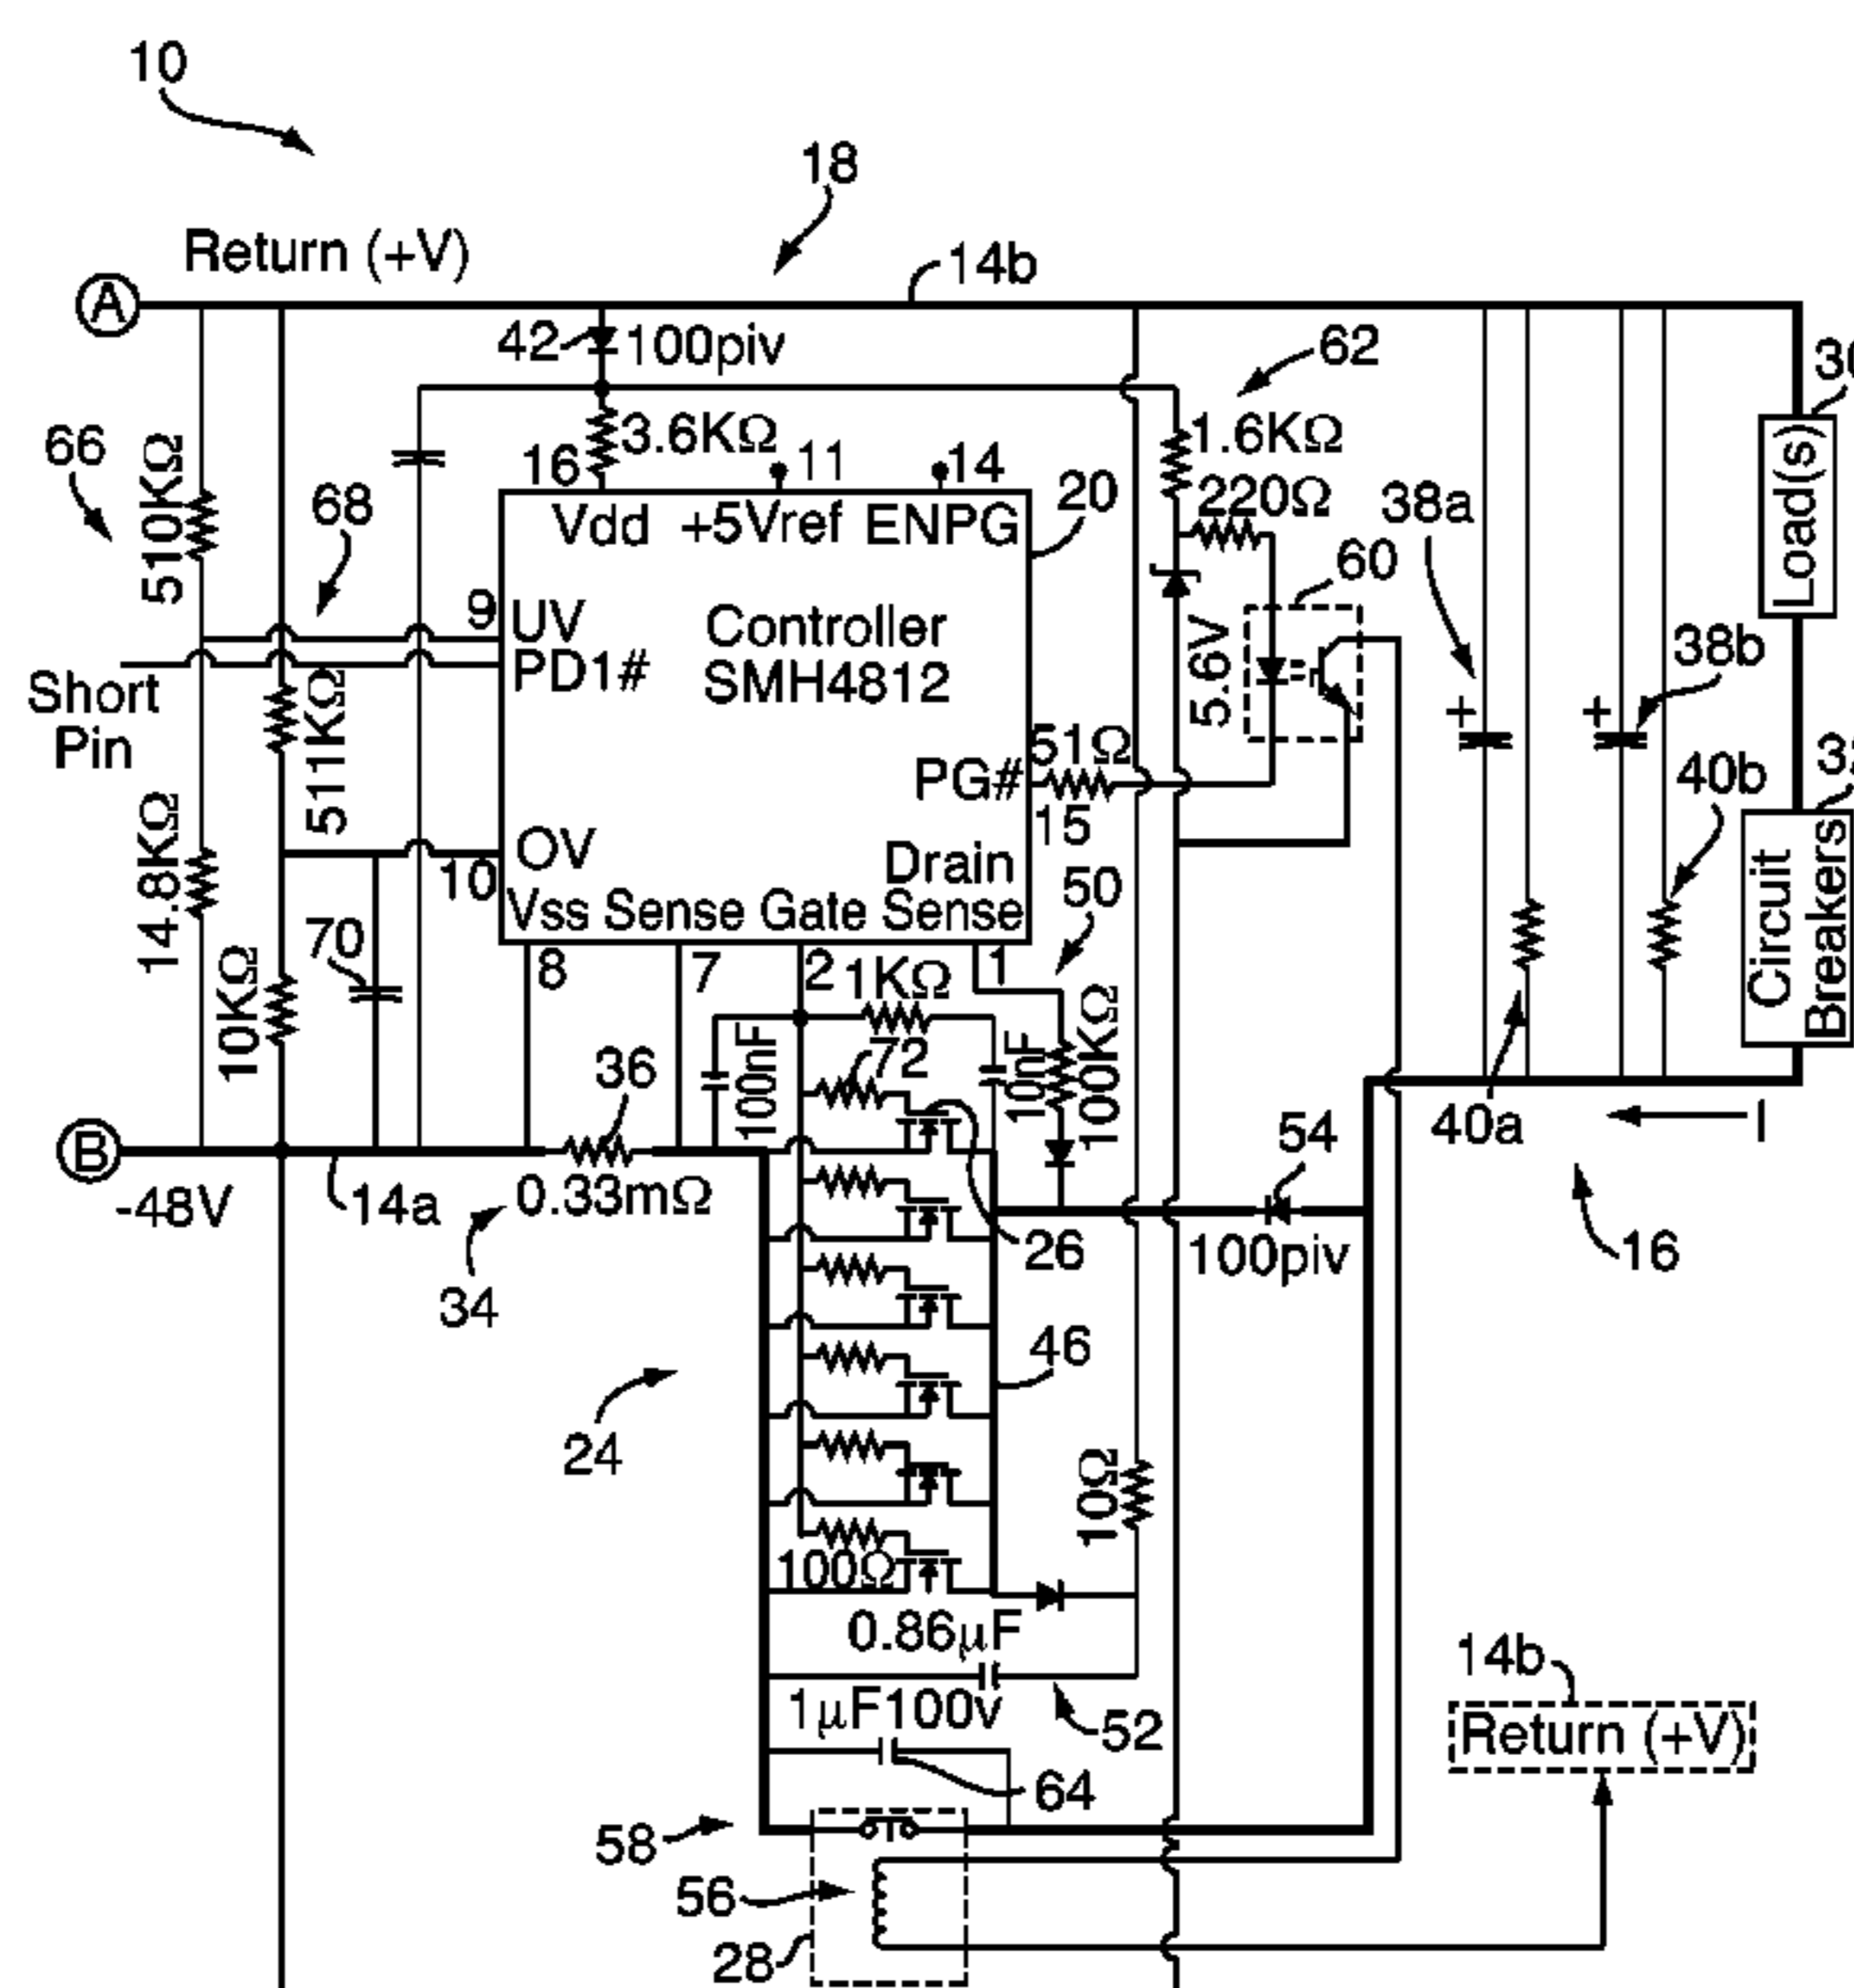 10
18
Return (+V)
14b
A
42
100piv
62
30
66
510KΩ
68
3.6KΩ
16
11
14
1.6KΩ
220Ω
20
38a
Load(s)
Vdd +5Vref ENPG
60
9
UV
Controller
SMH4812
PD1#
5.6V
38b
Short
Pin
511KΩ
+
+
51Ω
PG#
15
40b
14.8KΩ
OV
10
Drain
50
Circuit
Breakers
Vss Sense Gate Sense
70
10KΩ
8
7
2
1
1KΩ
100nF
72
10nF
100KΩ
36
40a
I
54
B
-48V
14a
0.33mΩ
26
100piv
16
34
46
24
10Ω
100Ω
0.86μF
14b
1μF100v
52
Return (+V)
64
58
56
28